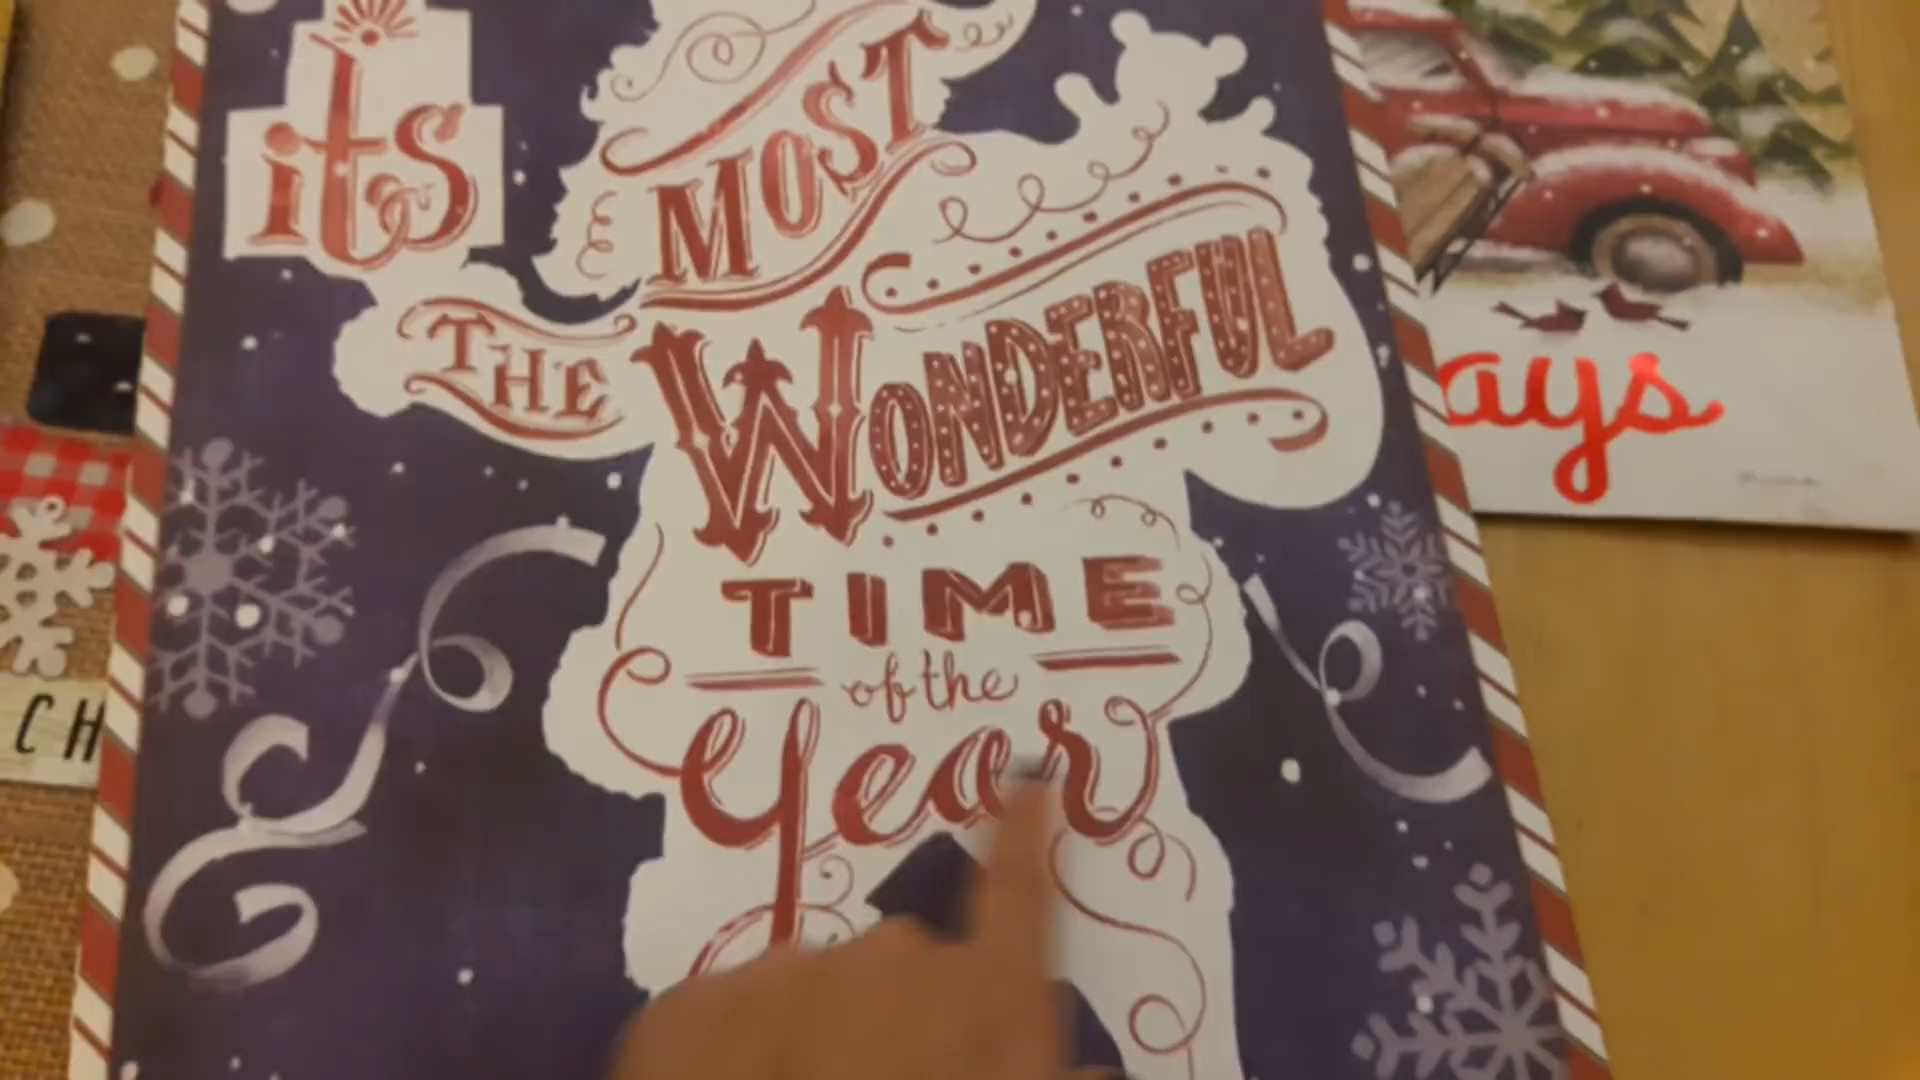 its
MOST
THE WONDERFUL
TIME
of the
Year
ays
CH